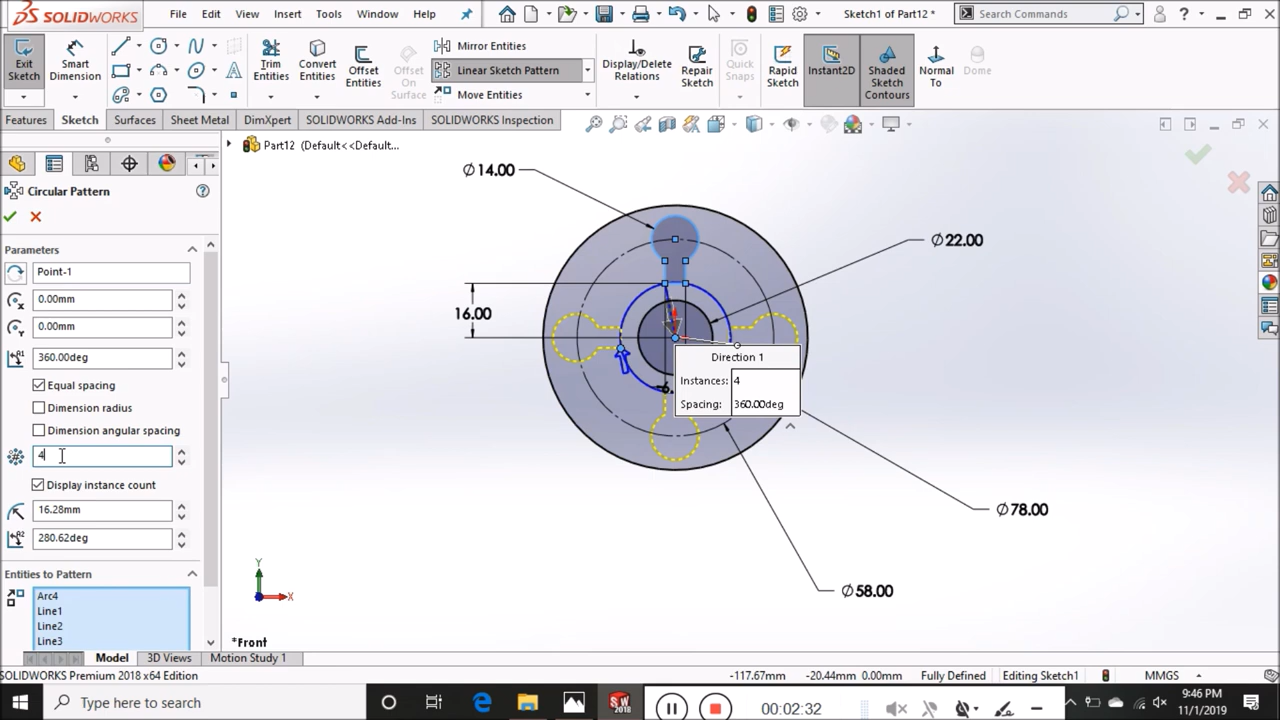 SOLIDWORKS File Edit View Insert Tools Window Help Sketch1 of Part12 * Search Commands ?
Exit Sketch Smart Dimension Trim Entities Convert Entities Offset Entities Offset On Surface Mirror Entities Linear Sketch Pattern Move Entities Display/Delete Relations Repair Sketch Quick Snaps Rapid Sketch Instant2D Shaded Sketch Contours Normal To Dome
Features Sketch Surfaces Sheet Metal DimXpert SOLIDWORKS Add-Ins SOLIDWORKS Inspection
Part12 (Default<<Default...
Circular Pattern
Parameters
Point-1
0.00mm
0.00mm
360.00deg
Equal spacing
Dimension radius
Dimension angular spacing
4
Display instance count
16.28mm
280.62deg
Entities to Pattern
Arc4
Line1
Line2
Line3
Ø14.00
Ø22.00
16.00
Direction 1
Instances: 4
Spacing: 360.00deg
Ø78.00
Ø58.00
Y
X
*Front
Model 3D Views Motion Study 1
SOLIDWORKS Premium 2018 x64 Edition -117.67mm -20.44mm 0.00mm Fully Defined Editing Sketch1 MMGS
Type here to search 00:02:32 9:46 PM
11/1/2019